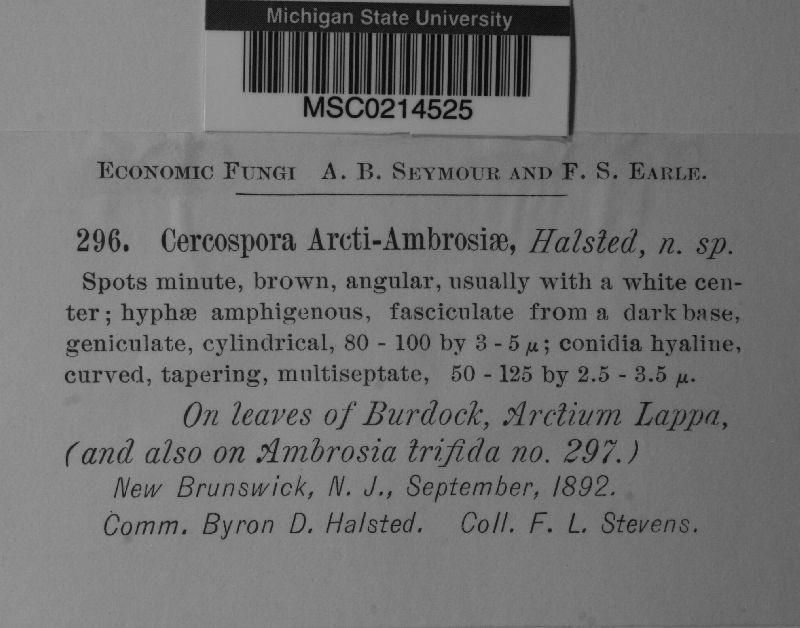 Michigan State University
MSC0214525
Economic Fungi A. B. Seymour and F. S. Earle.
296. Cercospora Arcti-Ambrosiæ, Halsted, n. sp.
Spots minute, brown, angular, usually with a white cen-
ter; hyphæ amphigenous, fasciculate from a dark base,
geniculate, cylindrical, 80 - 100 by 3 - 5 µ; conidia hyaline,
curved, tapering, multiseptate, 50 - 125 by 2.5 - 3.5 µ.
On leaves of Burdock, Arctium Lappa,
(and also on Ambrosia trifida no. 297.)
New Brunswick, N. J., September, 1892.
Comm. Byron D. Halsted. Coll. F. L. Stevens.